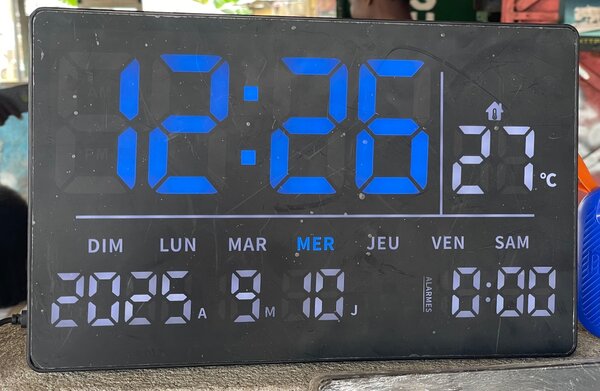 12:26
27 °C
DIM LUN MAR MER JEU VEN SAM
2025 A 9 M 10 J ALARMES 0:00